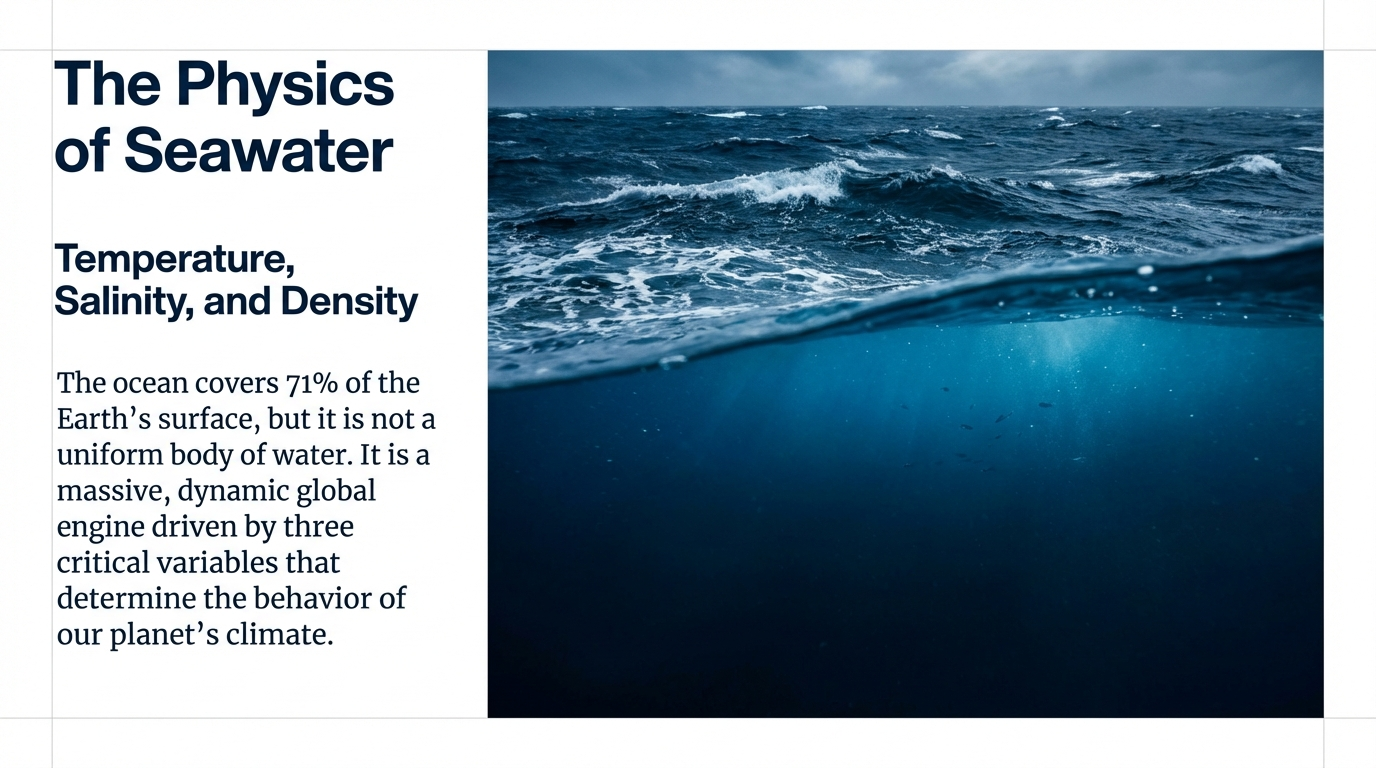 The Physics
of Seawater
Temperature,
Salinity, and Density
The ocean covers 71% of the
Earth’s surface, but it is not a
uniform body of water. It is a
massive, dynamic global
engine driven by three
critical variables that
determine the behavior of
our planet’s climate.